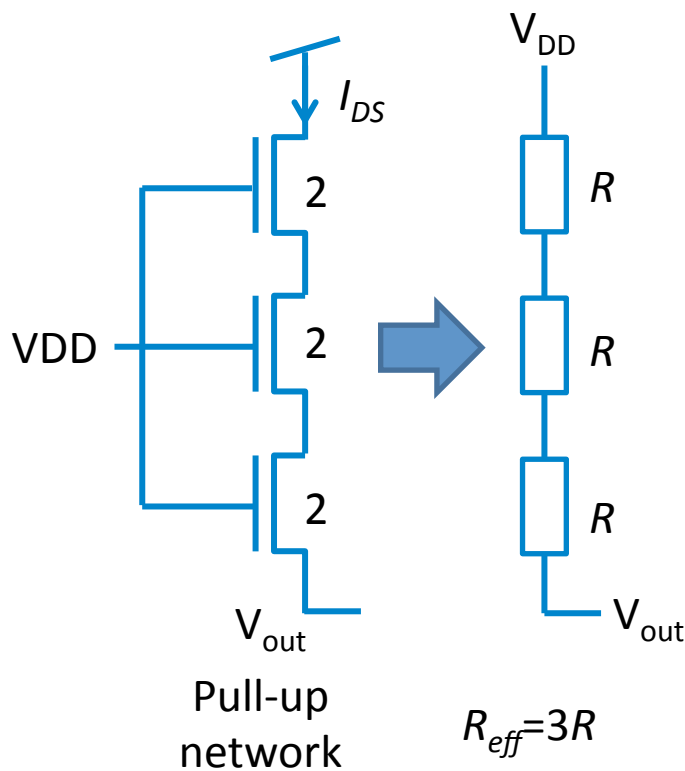 V_DD
I_DS
2
R
VDD
2
R
2
R
V_out
V_out
Pull-up
network
R_eff=3R